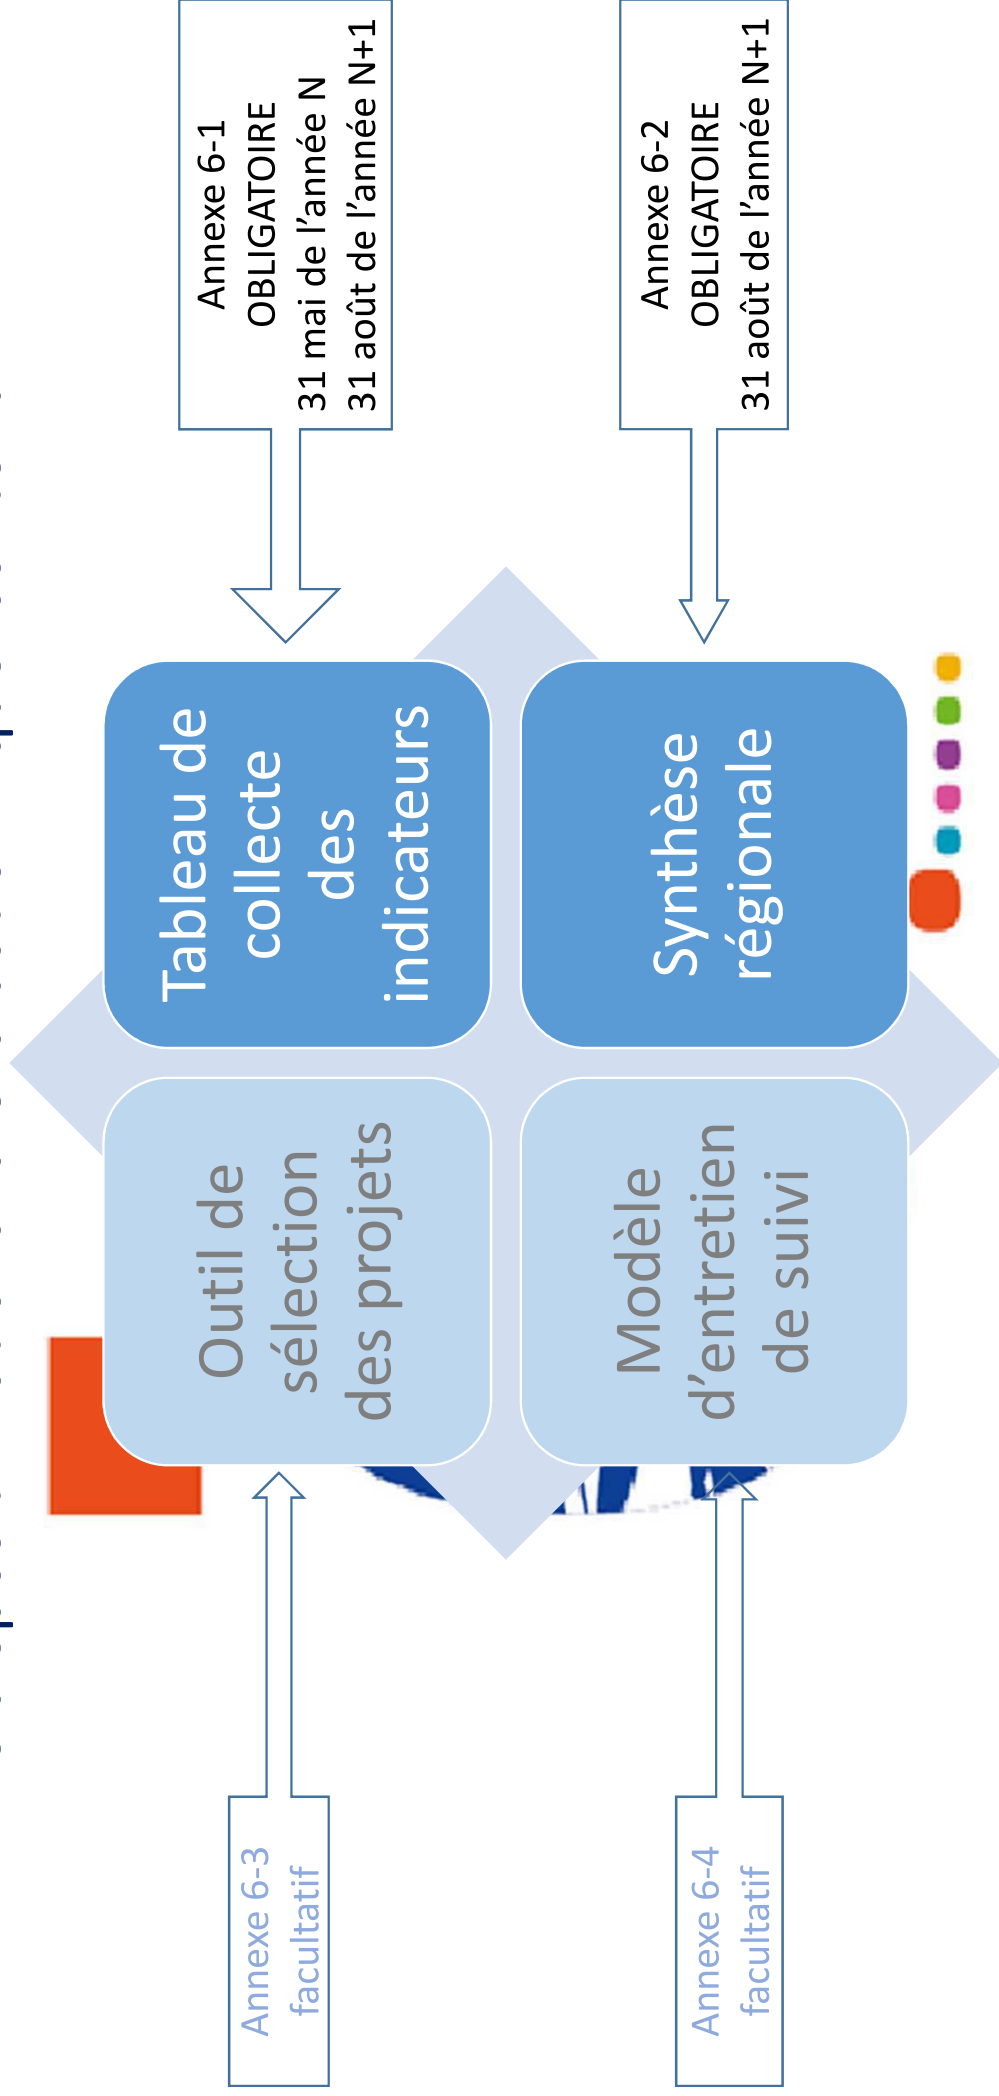 Annexe 6-3
facultatif
Outil de
sélection
des projets
Tableau de
collecte
des
indicateurs
Annexe 6-1
OBLIGATOIRE
31 mai de l’année N
31 août de l’année N+1
Annexe 6-4
facultatif
Modèle
d’entretien
de suivi
Synthèse
régionale
Annexe 6-2
OBLIGATOIRE
31 août de l’année N+1